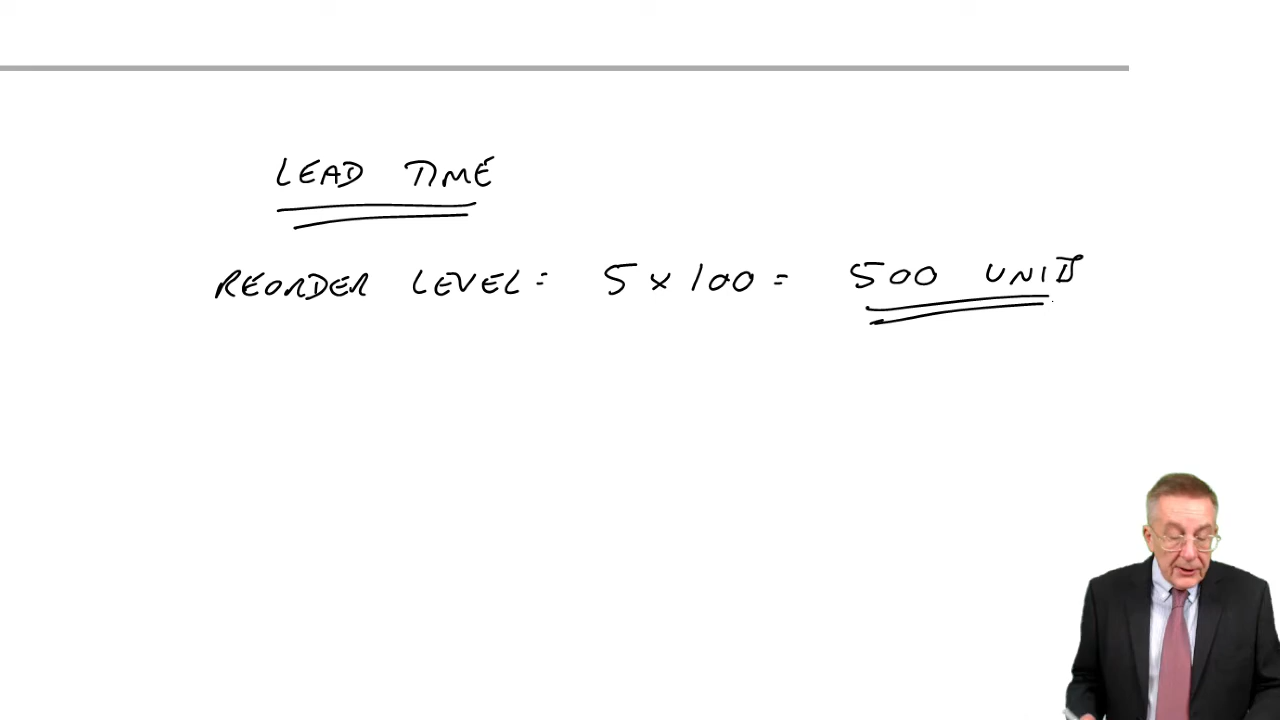 LEAD TIME
REORDER LEVEL = 5 x 100 = 500 UNITS